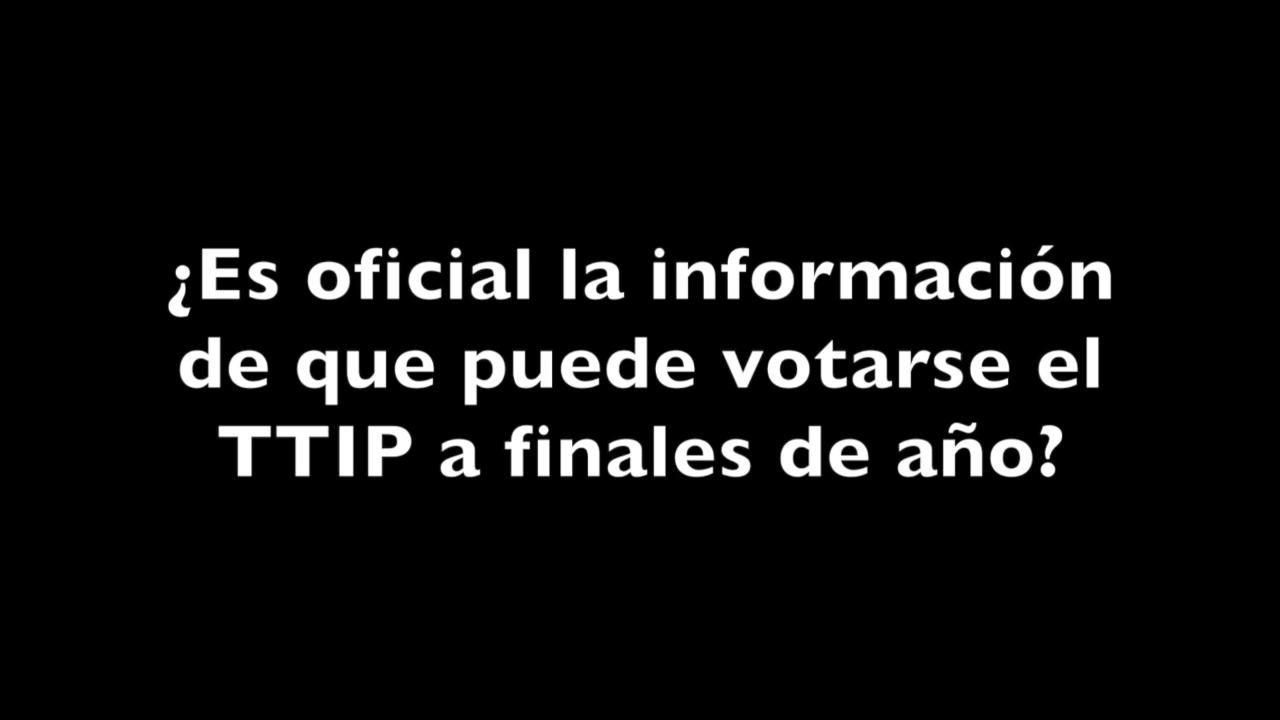 ¿Es oficial la información
de que puede votarse el
TTIP a finales de año?